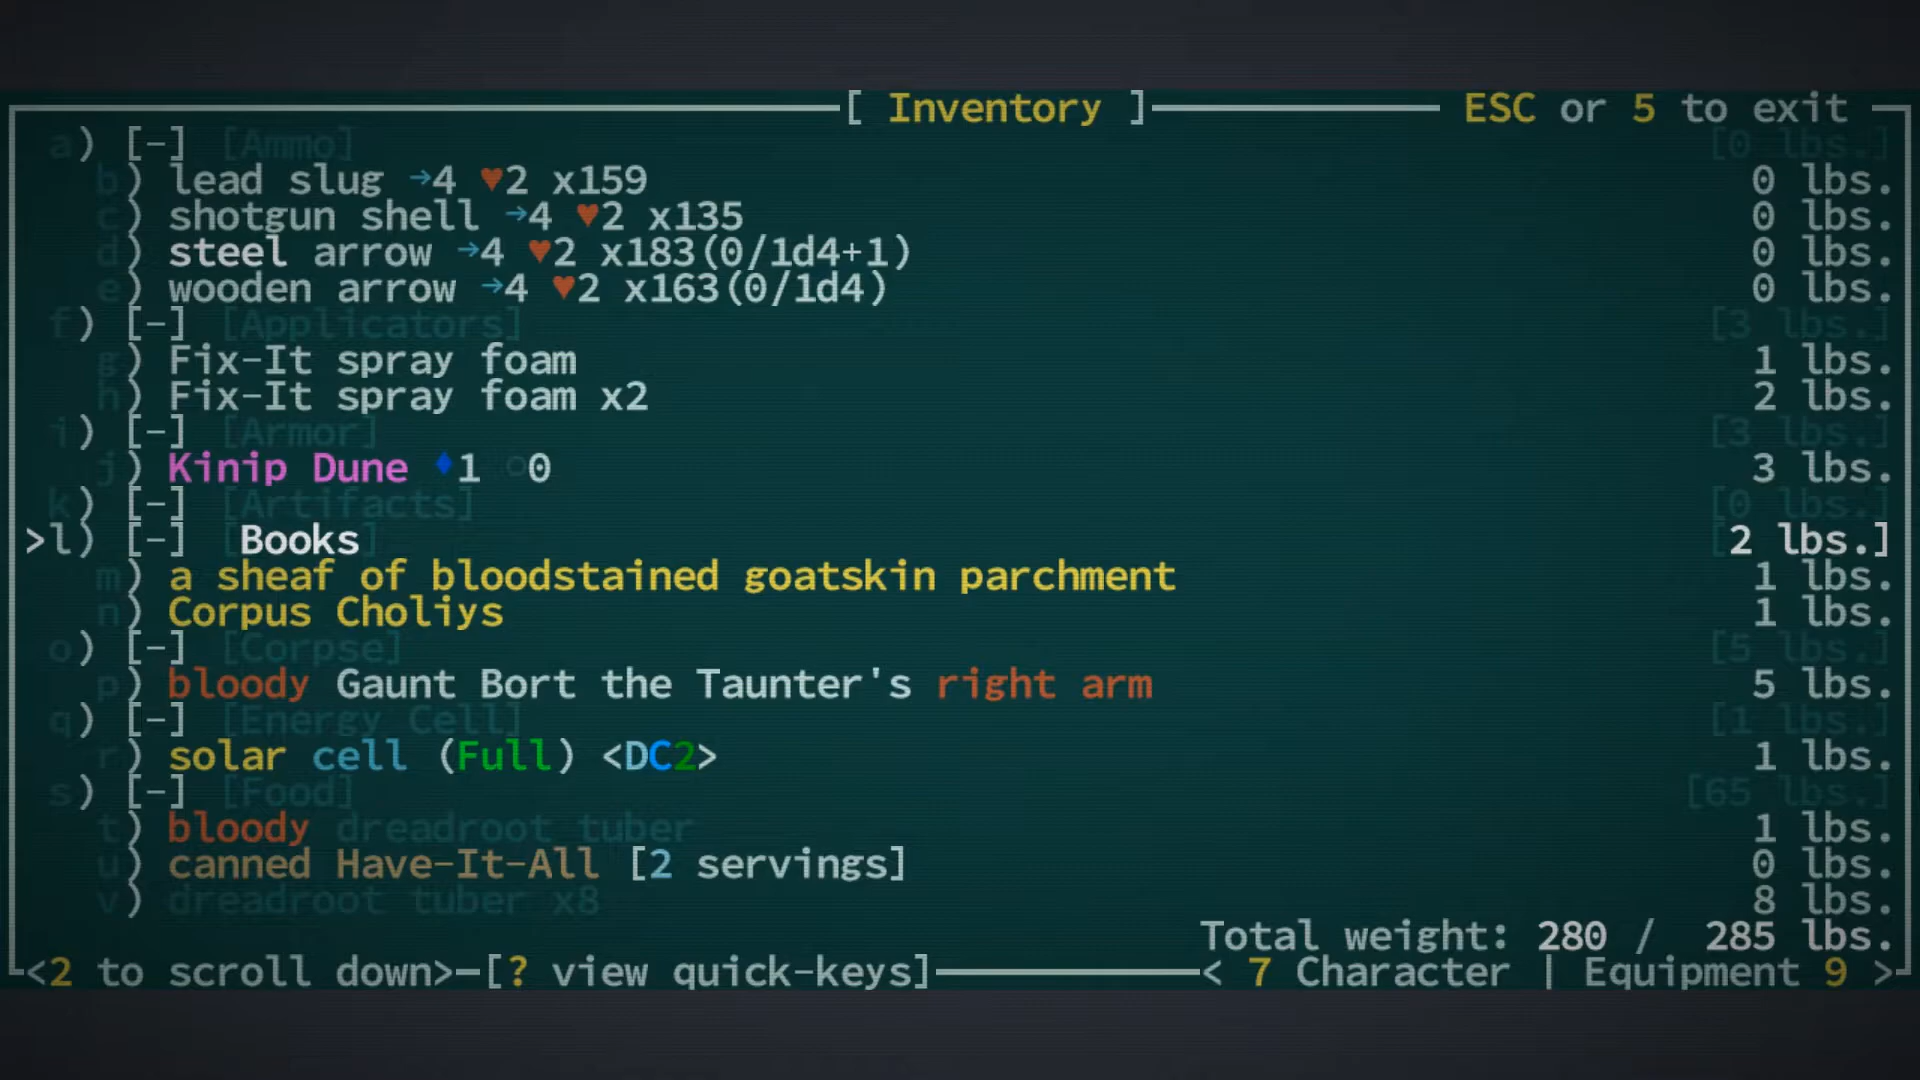 [ Inventory ] ESC or 5 to exit
a) [-] [Ammo] [0 lbs.]
b) lead slug →4 ♥2 x159 0 lbs.
c) shotgun shell →4 ♥2 x135 0 lbs.
d) steel arrow →4 ♥2 x183(0/1d4+1) 0 lbs.
e) wooden arrow →4 ♥2 x163(0/1d4) 0 lbs.
f) [-] [Applicators] [3 lbs.]
g) Fix-It spray foam 1 lbs.
h) Fix-It spray foam x2 2 lbs.
i) [-] [Armor] [3 lbs.]
j) Kinip Dune ♦1 ○0 3 lbs.
k) [-] [Artifacts] [0 lbs.]
>l) [-] [Books] [2 lbs.]
m) a sheaf of bloodstained goatskin parchment 1 lbs.
n) Corpus Choliys 1 lbs.
o) [-] [Corpse] [5 lbs.]
p) bloody Gaunt Bort the Taunter's right arm 5 lbs.
q) [-] [Energy Cell] [1 lbs.]
r) solar cell (Full) <DC2> 1 lbs.
s) [-] [Food] [65 lbs.]
t) bloody dreadroot tuber 1 lbs.
u) canned Have-It-All [2 servings] 0 lbs.
v) dreadroot tuber x8 8 lbs.
Total weight: 280 / 285 lbs.
<2 to scroll down> [? view quick-keys] < 7 Character | Equipment 9 >